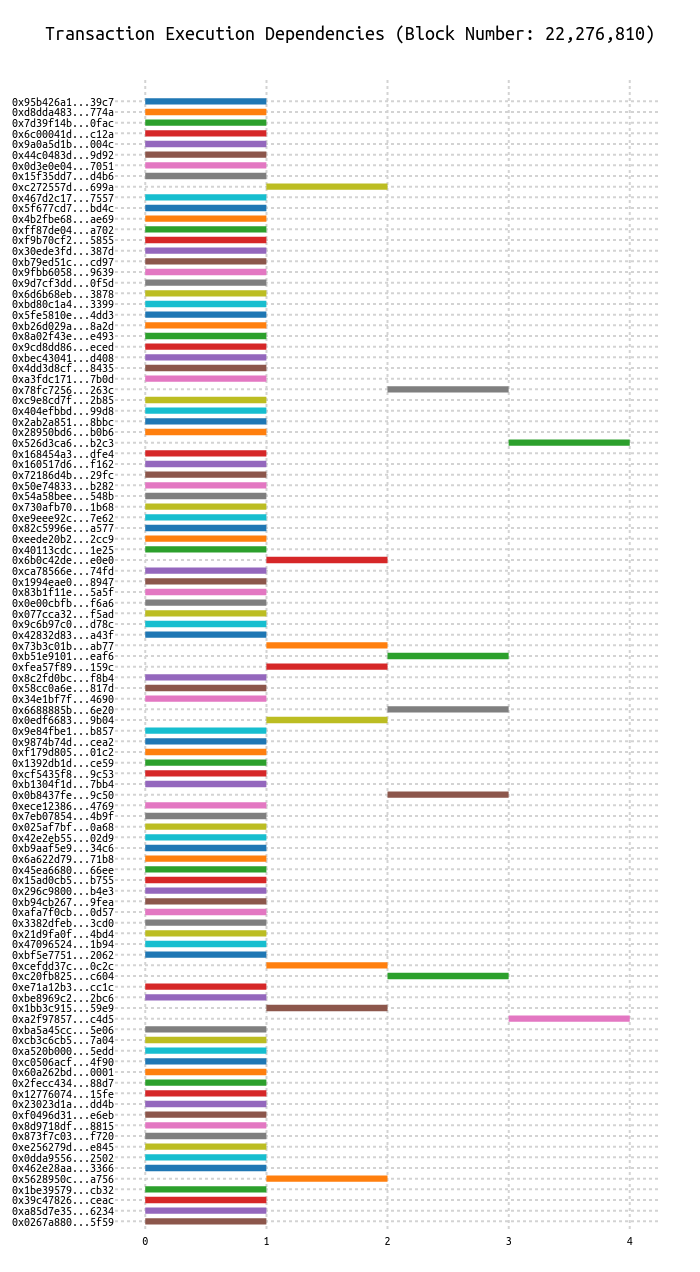 Transaction Execution Dependencies (Block Number: 22,276,810)
0x95b426a1...39c7
0xd8dda483...774a
0x7d39f14b...0fac
0x6c00041d...c12a
0x9a0a5d1b...004c
0x44c0483d...9d92
0x0d3e0e04...7051
0x15f35dd7...d4b6
0xc272557d...699a
0x467d2c17...7557
0x5f677cd7...bd4c
0x4b2fbe68...ae69
0xff87de04...a702
0xf9b70cf2...5855
0x30ede3fd...387d
0xb79ed51c...cd97
0x9fbb6058...9639
0x9d7cf3dd...0f5d
0x6d6b68eb...3878
0xbd80c1a4...3399
0x5fe5810e...4dd3
0xb26d029a...8a2d
0x8a02f43e...e493
0x9cd8dd86...eced
0xbec43041...d408
0x4dd3d8cf...8435
0xa3fdc171...7b0d
0x78fc7256...263c
0xc9e8cd7f...2b85
0x404efbbd...99d8
0x2ab2a851...8bbc
0x28950bd6...b0b6
0x526d3ca6...b2c3
0x168454a3...dfe4
0x160517d6...f162
0x72186d4b...29fc
0x50e74833...b282
0x54a58bee...548b
0x730afb70...1b68
0xe9eee92c...7e62
0x82c5996e...a577
0xeede20b2...2cc9
0x40113cdc...1e25
0x6b0c42de...e0e0
0xca78566e...74fd
0x1994eae0...8947
0x83b1f11e...5a5f
0x0e00cbfb...f6a6
0x077cca32...f5ad
0x9c6b97c0...d78c
0x42832d83...a43f
0x73b3c01b...ab77
0xb51e9101...eaf6
0xfea57f89...159c
0x8c2fd0bc...f8b4
0x58cc0a6e...817d
0x34e1bf7f...4690
0x6688885b...6e20
0x0edf6683...9b04
0x9e84fbe1...b857
0x9874b74d...cea2
0xf179d805...01c2
0x1392db1d...ce59
0xcf5435f8...9c53
0xb1304f1d...7bb4
0x0b8437fe...9c50
0xece12386...4769
0x7eb07854...4b9f
0x025af7bf...0a68
0x42e2eb55...02d9
0xb9aaf5e9...34c6
0x6a622d79...71b8
0x45ea6680...66ee
0x15ad0cb5...b755
0x296c9800...b4e3
0xb94cb267...9fea
0xafa7f0cb...0d57
0x3382dfeb...3cd0
0x21d9fa0f...4bd4
0x47096524...1b94
0xbf5e7751...2062
0xcefdd37c...0c2c
0xc20fb825...c604
0xe71a12b3...cc1c
0xbe8969c2...2bc6
0x1bb3c915...59e9
0xa2f97857...c4d5
0xba5a45cc...5e06
0xcb3c6cb5...7a04
0xa520b000...5edd
0xc0506acf...4f90
0x60a262bd...0001
0x2fecc434...88d7
0x12776074...15fe
0x23023d1a...dd4b
0xf0496d31...e6eb
0x8d9718df...8815
0x873f7c03...f720
0xe256279d...e845
0x0dda9556...2502
0x462e28aa...3366
0x5628950c...a756
0x1be39579...cb32
0x39c47826...ceac
0xa85d7e35...6234
0x0267a880...5f59
0 1 2 3 4